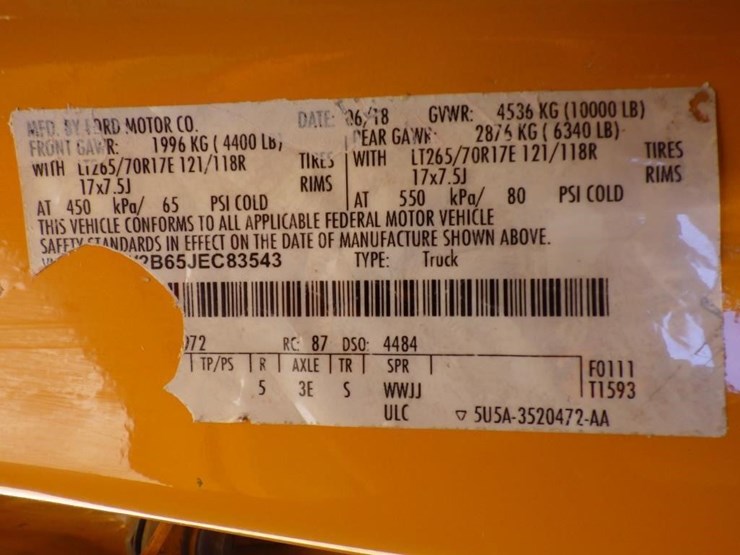 MFD. BY FORD MOTOR CO. DATE: 06/18 GVWR: 4536 KG (10000 LB)
FRONT GAWR: 1996 KG ( 4400 LB) REAR GAWR: 2876 KG ( 6340 LB)
WITH LT265/70R17E 121/118R TIRES WITH LT265/70R17E 121/118R TIRES
17x7.5J RIMS 17x7.5J RIMS
AT 450 kPa/ 65 PSI COLD AT 550 kPa/ 80 PSI COLD
THIS VEHICLE CONFORMS TO ALL APPLICABLE FEDERAL MOTOR VEHICLE
SAFETY STANDARDS IN EFFECT ON THE DATE OF MANUFACTURE SHOWN ABOVE.
2B65JEC83543 TYPE: Truck
972 RC: 87 DSO: 4484
TP/PS R AXLE TR SPR F0111
5 3E S WWJJ T1593
ULC ▽ 5U5A-3520472-AA